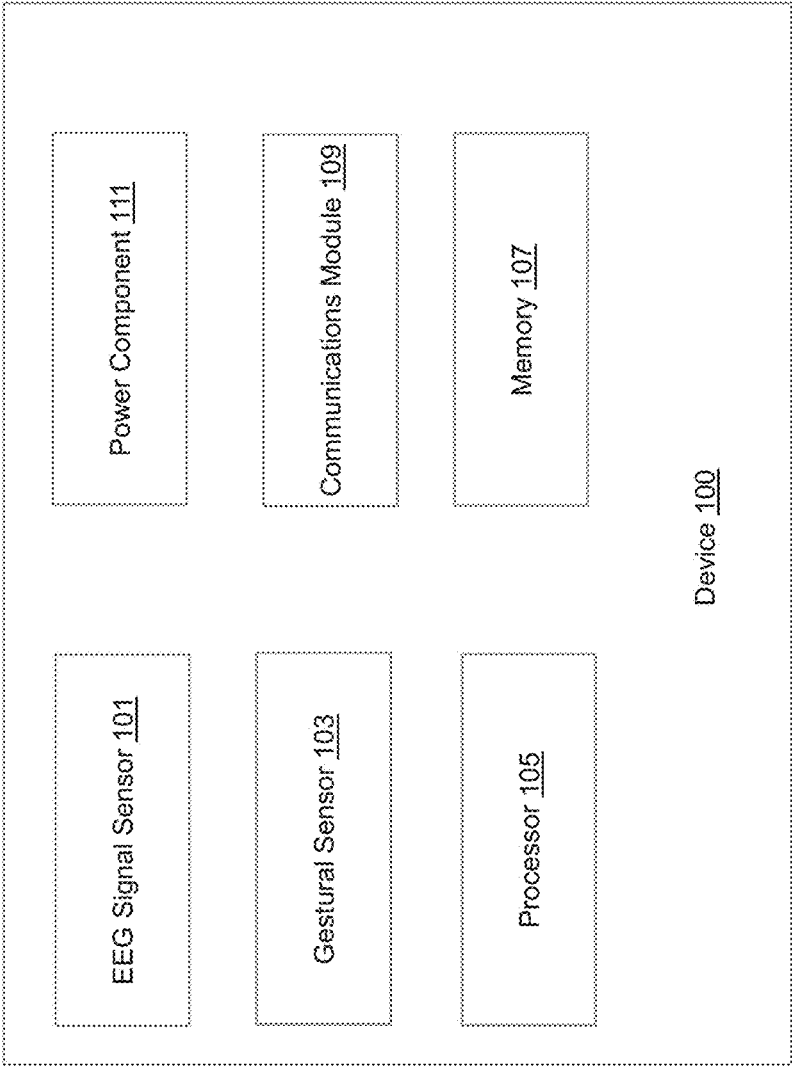 EEG Signal Sensor 101
Power Component 111
Gestural Sensor 103
Communications Module 109
Processor 105
Memory 107
Device 100